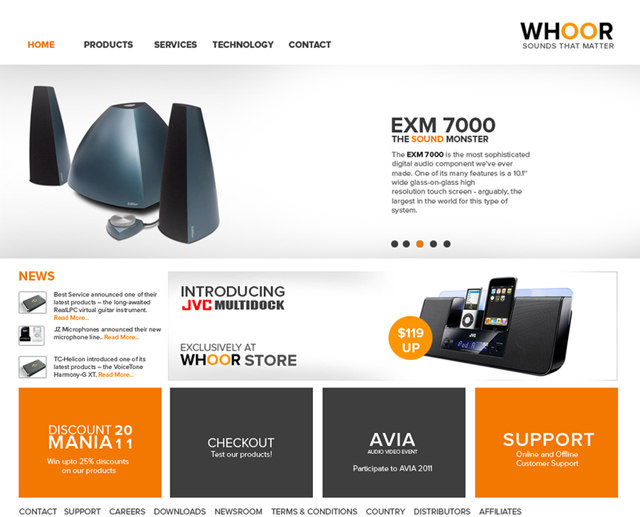 WHOOR
SOUNDS THAT MATTER
HOME PRODUCTS SERVICES TECHNOLOGY CONTACT
EXM 7000
THE SOUND MONSTER
The EXM 7000 is the most sophisticated
digital audio component we've ever
made. One of its many features is a 10.1"
wide glass-on-glass high
resolution touch screen - arguably, the
largest in the world for this type of
system.
NEWS
Best Service announced one of their
latest products – the long-awaited
RealLPC virtual guitar instrument.
Read More...
JZ Microphones announced their new
microphone line.. Read More...
TC-Helicon introduced one of its
latest products – the VoiceTone
Harmony-G XT. Read More...
INTRODUCING
JVC MULTIDOCK
EXCLUSIVELY AT
WHOOR STORE
$119
UP
JVC
iPod
DISCOUNT 20
MANIA 11
Win upto 25% discounts
on our products
CHECKOUT
Test our products!
AVIA
AUDIO VIDEO EVENT
Participate to AVIA 2011
SUPPORT
Online and Offline
Customer Support
CONTACT SUPPORT CAREERS DOWNLOADS NEWSROOM TERMS & CONDITIONS COUNTRY DISTRIBUTORS AFFILIATES